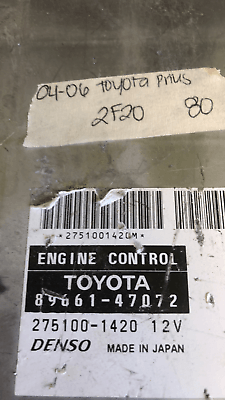 04-06 Toyota Prius
2F20 80
*2751001420M*
ENGINE CONTROL
TOYOTA
89661-47072
275100-1420 12V
DENSO MADE IN JAPAN